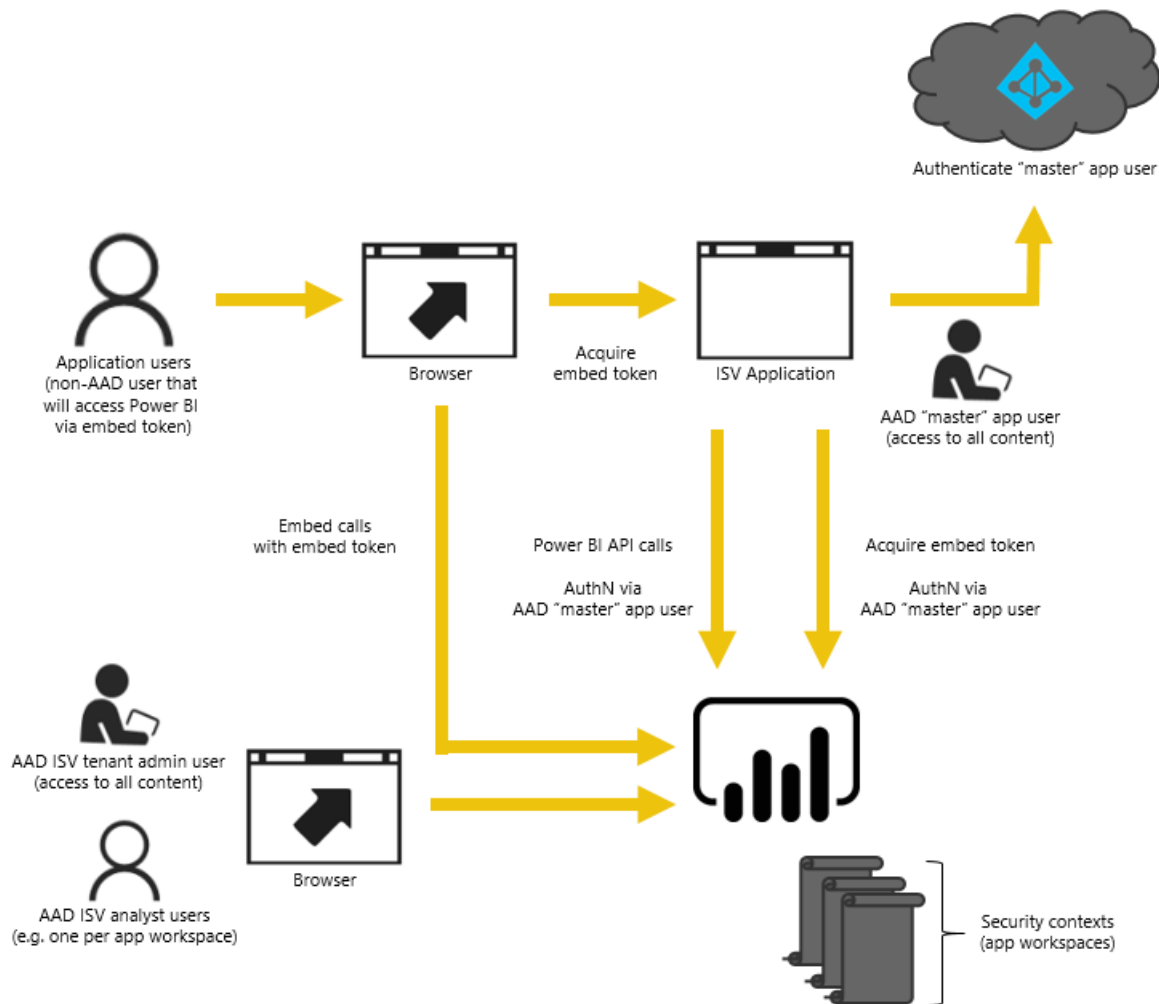 Authenticate “master” app user
Application users
(non-AAD user that
will access Power BI
via embed token)
Browser
Acquire
embed token
ISV Application
AAD “master” app user
(access to all content)
Embed calls
with embed token
Power BI API calls
AuthN via
AAD “master” app user
Acquire embed token
AuthN via
AAD “master” app user
AAD ISV tenant admin user
(access to all content)
Browser
AAD ISV analyst users
(e.g. one per app workspace)
Security contexts
(app workspaces)